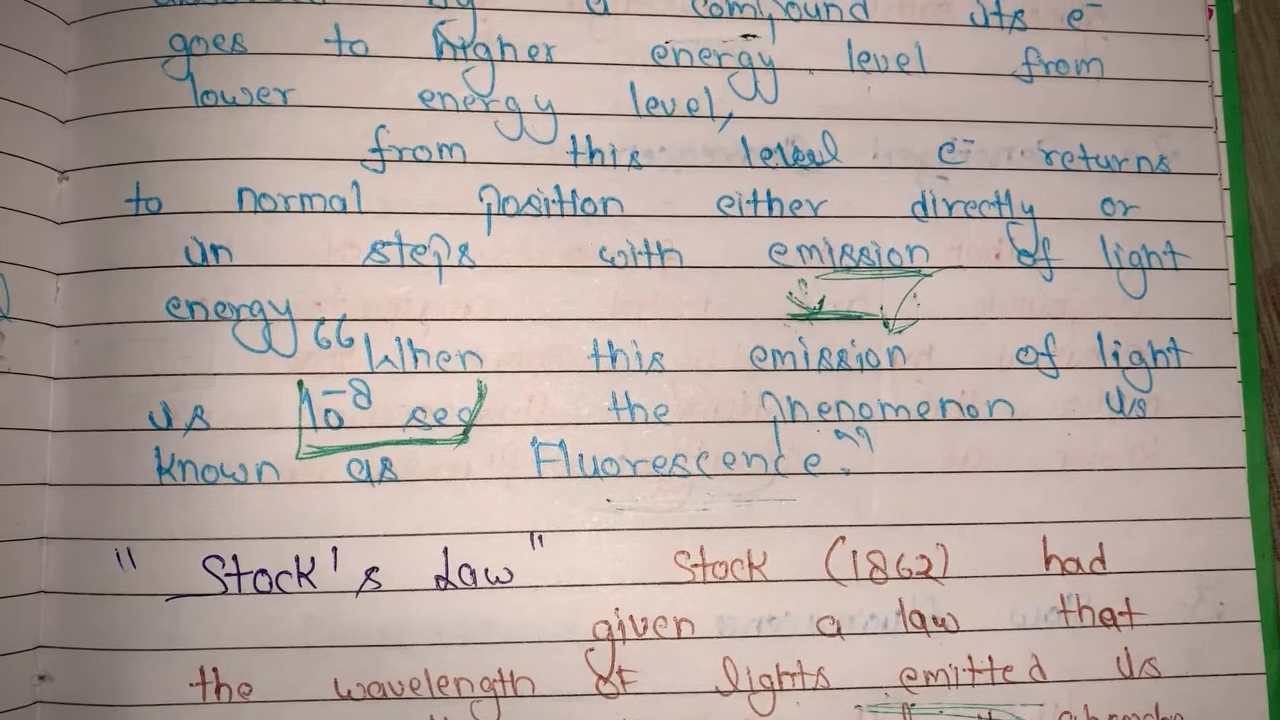 a compound its e⁻
goes to higher energy level from
lower energy level,
from this level e⁻ returns
to normal position either directly or
in steps with emission of light
energy "When this emission of light
is 10⁻⁸ sec the phenomenon is
known as Fluorescence."
"Stock's Law" Stock (1862) had
given a law that
the wavelength of lights emitted is